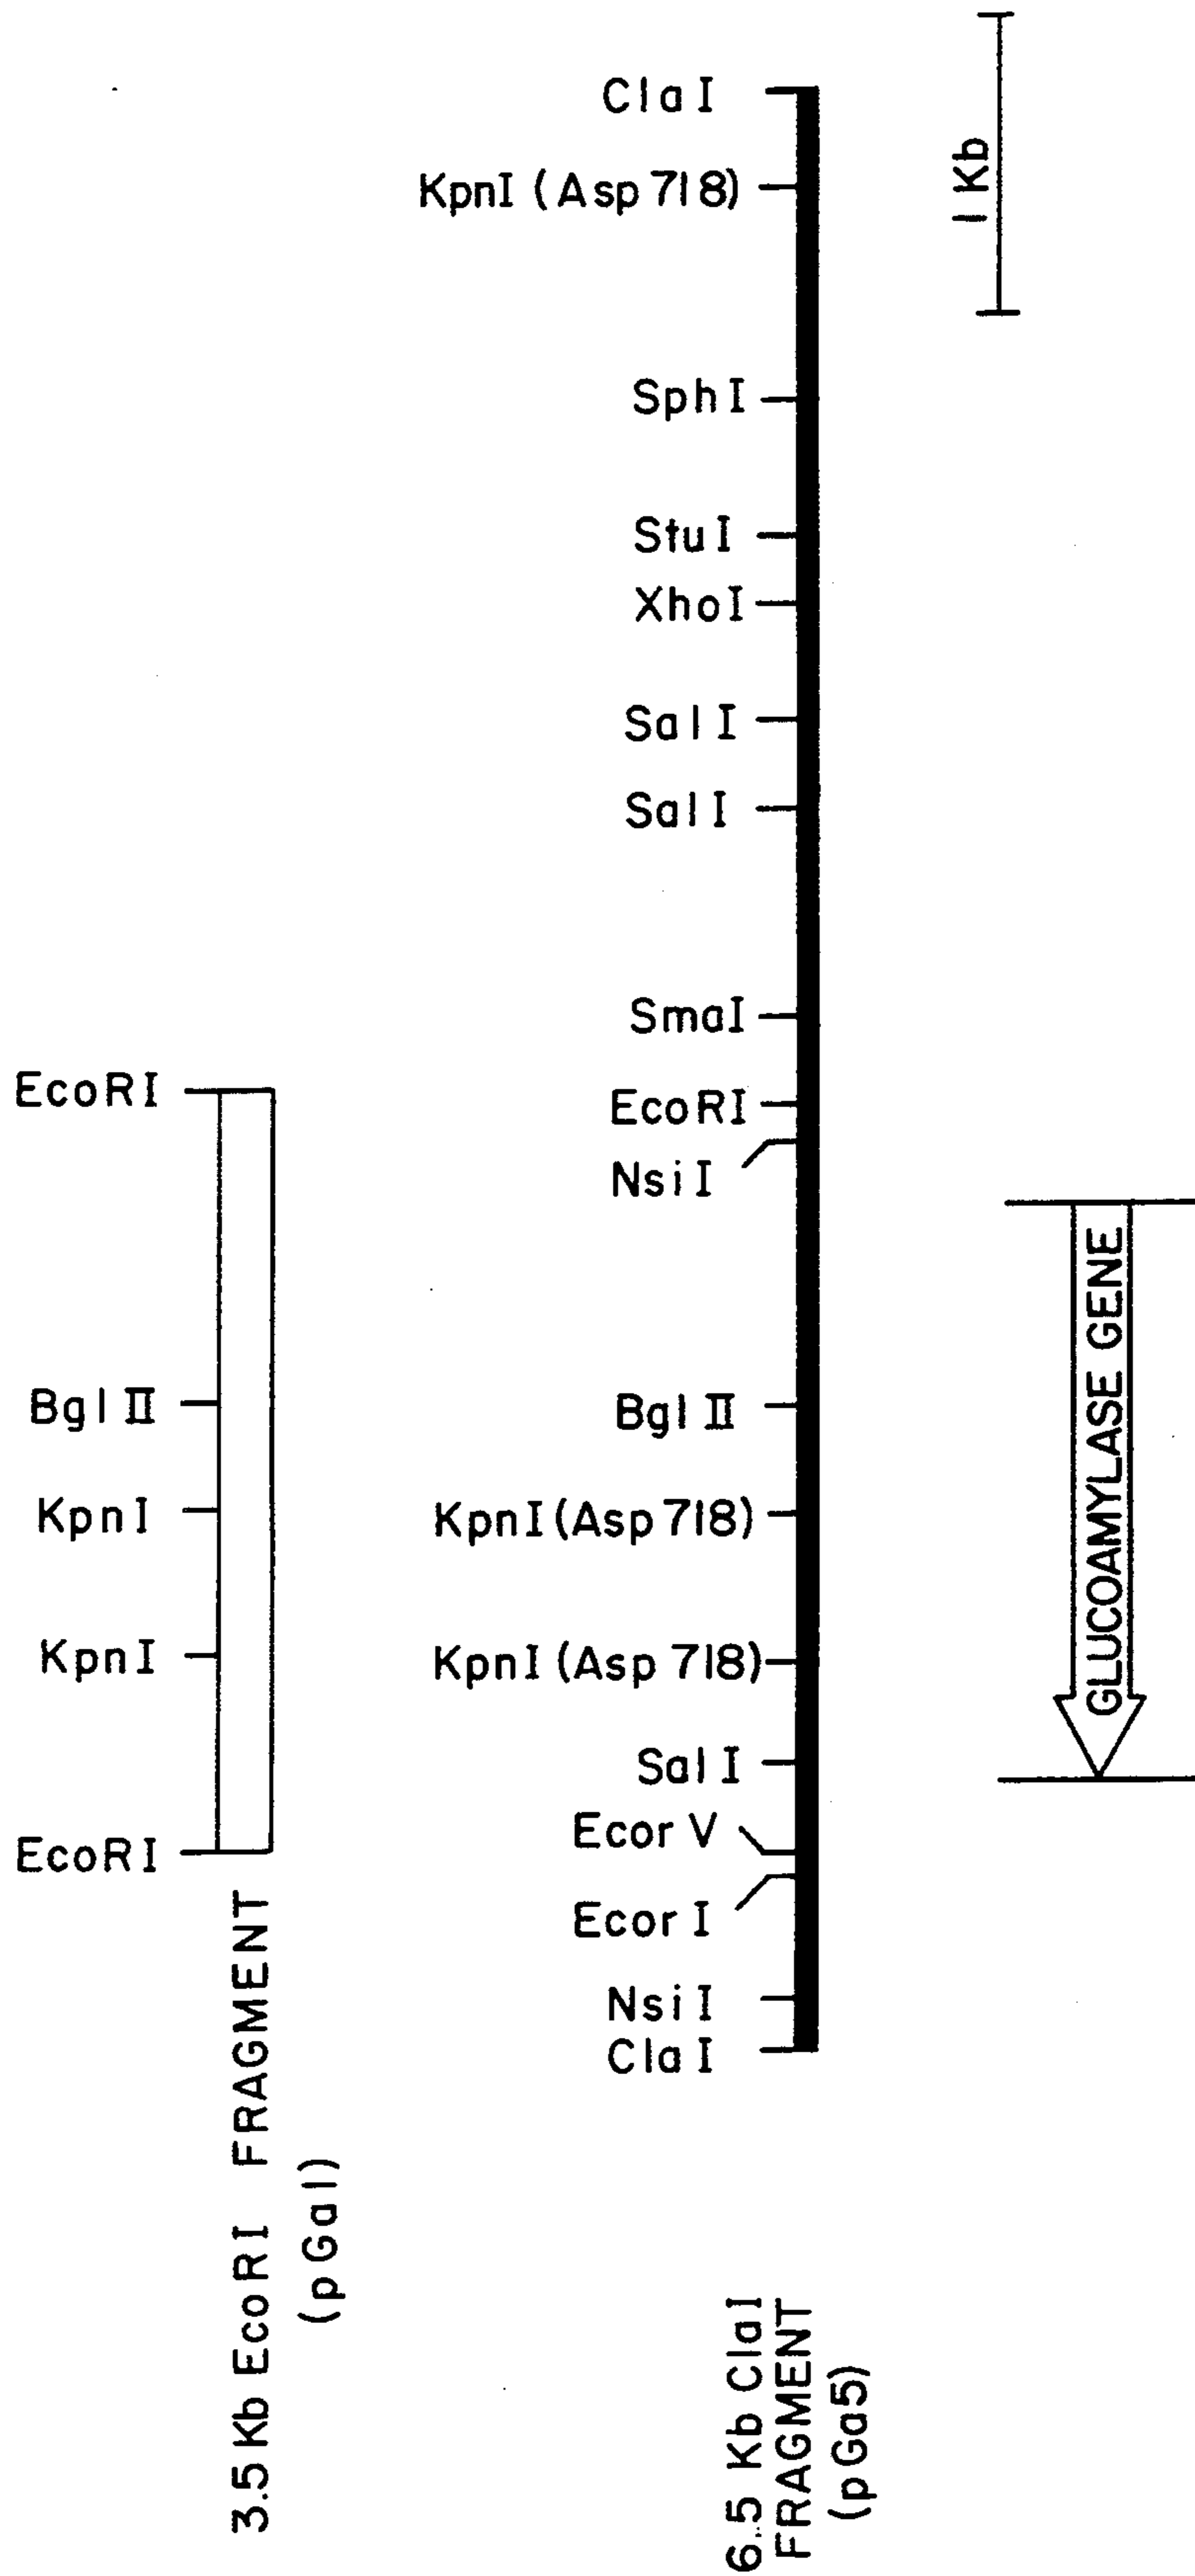 EcoRI
BglII
KpnI
KpnI
EcoRI
3.5 Kb EcoRI FRAGMENT
(pGa1)
ClaI
KpnI (Asp 718)
SphI
StuI
XhoI
SalI
SalI
SmaI
EcoRI
NsiI
BglII
KpnI (Asp 718)
KpnI (Asp 718)
SalI
Ecor V
Ecor I
NsiI
ClaI
6.5 Kb ClaI
FRAGMENT
(pGa5)
1 Kb
GLUCOAMYLASE GENE